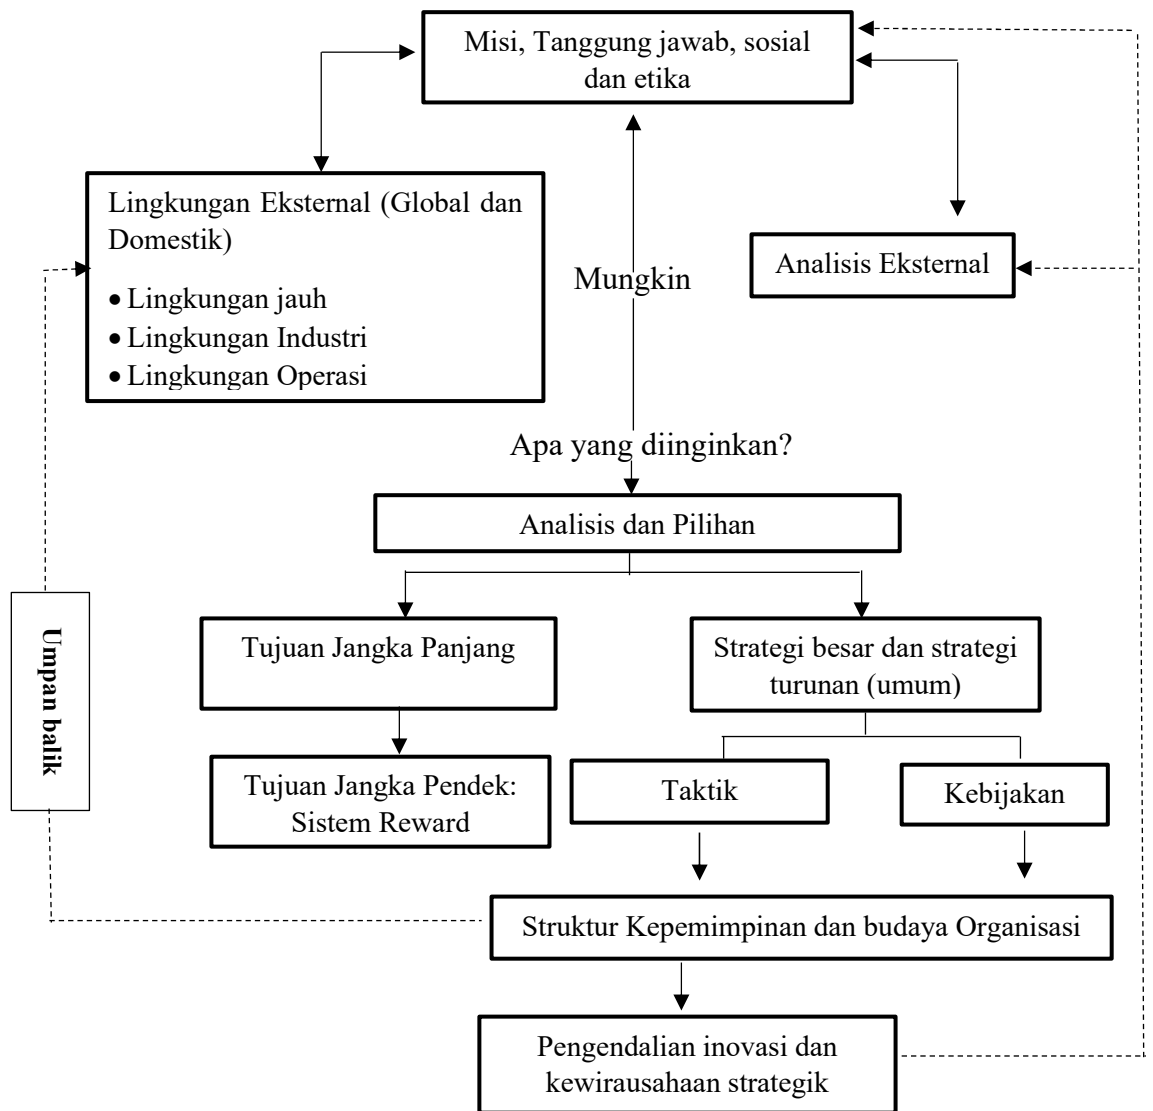 Misi, Tanggung jawab, sosial
dan etika
Lingkungan Eksternal (Global dan
Domestik)
• Lingkungan jauh
• Lingkungan Industri
• Lingkungan Operasi
Mungkin
Analisis Eksternal
Apa yang diinginkan?
Analisis dan Pilihan
Umpan balik
Tujuan Jangka Panjang
Strategi besar dan strategi
turunan (umum)
Tujuan Jangka Pendek:
Sistem Reward
Taktik
Kebijakan
Struktur Kepemimpinan dan budaya Organisasi
Pengendalian inovasi dan
kewirausahaan strategik